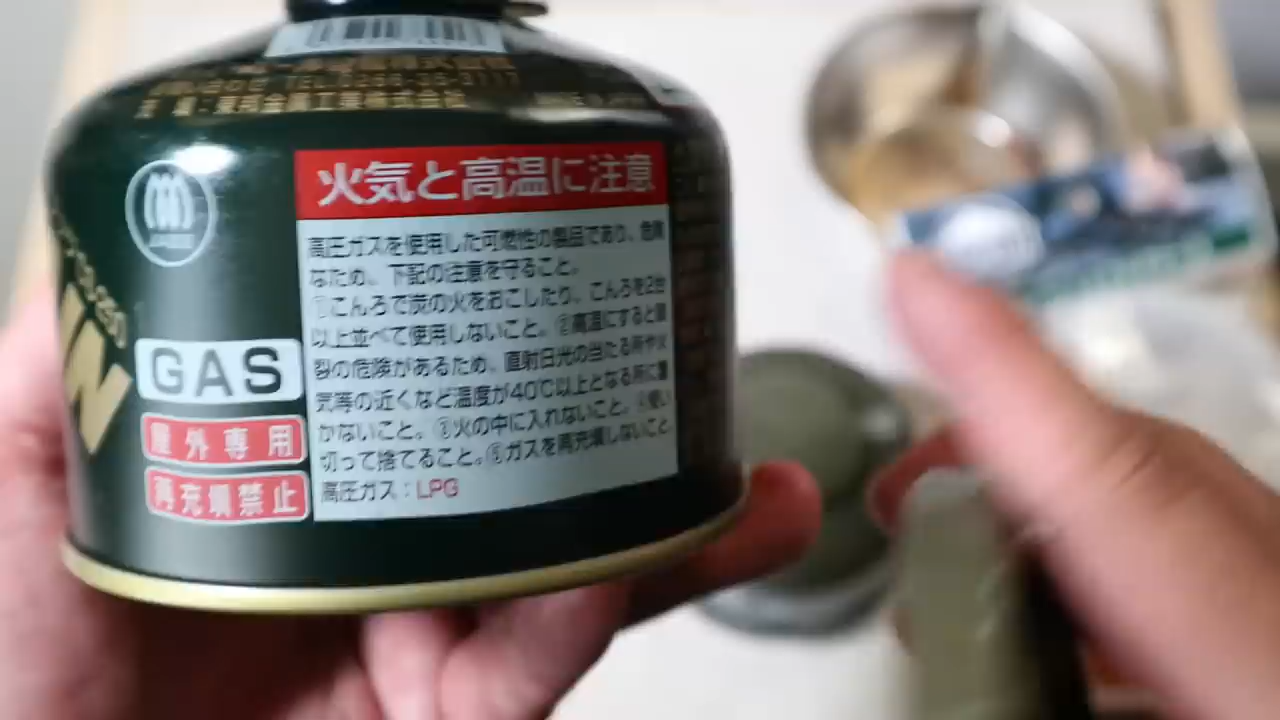 火気と高温に注意
高圧ガスを使用した可燃性の製品であり、危険
なため、下記の注意を守ること。
①こんろで炭の火をおこしたり、こんろを2台
以上並べて使用しないこと。②高温にすると破
裂の危険があるため、直射日光の当たる所や火
気等の近くなど温度が40℃以上となる所に置
かないこと。③火の中に入れないこと。④使い
切って捨てること。⑤ガスを再充填しないこと
高圧ガス:LPG
GAS
屋外専用
再充填禁止